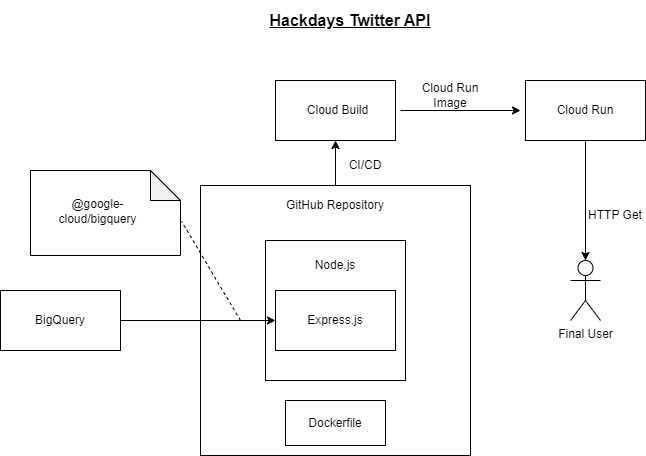 Hackdays Twitter API
Cloud Build
Cloud Run
Image
Cloud Run
CI/CD
HTTP Get
@google-
cloud/bigquery
GitHub Repository
Node.js
BigQuery
Express.js
Final User
Dockerfile